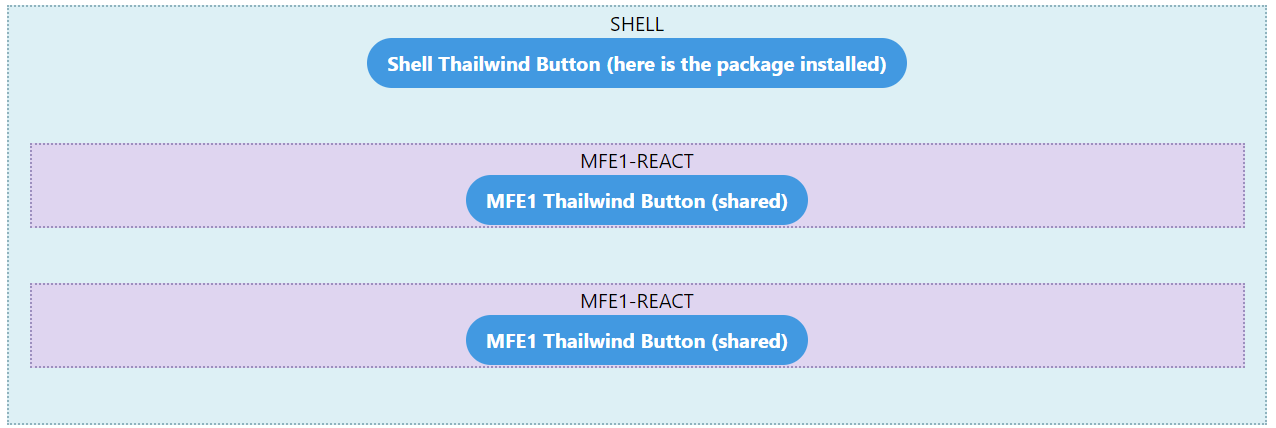 SHELL
Shell Thailwind Button (here is the package installed)
MFE1-REACT
MFE1 Thailwind Button (shared)
MFE1-REACT
MFE1 Thailwind Button (shared)